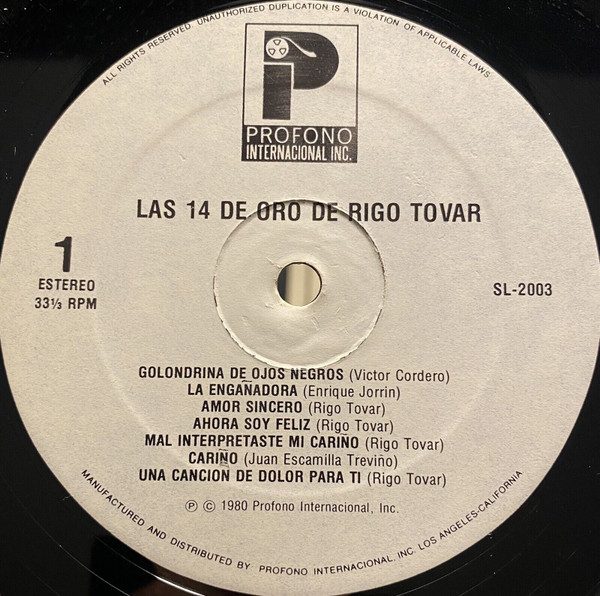 ALL RIGHTS RESERVED. UNAUTHORIZED DUPLICATION IS A VIOLATION OF APPLICABLE LAWS.
P
PROFONO
INTERNACIONAL INC.
LAS 14 DE ORO DE RIGO TOVAR
1
ESTEREO
33⅓ RPM
SL-2003
GOLONDRINA DE OJOS NEGROS (Victor Cordero)
LA ENGAÑADORA (Enrique Jorrin)
AMOR SINCERO (Rigo Tovar)
AHORA SOY FELIZ (Rigo Tovar)
MAL INTERPRETASTE MI CARIÑO (Rigo Tovar)
CARIÑO (Juan Escamilla Treviño)
UNA CANCION DE DOLOR PARA TI (Rigo Tovar)
℗ © 1980 Profono Internacional, Inc.
MANUFACTURED AND DISTRIBUTED BY: PROFONO INTERNACIONAL, INC. LOS ANGELES-CALIFORNIA